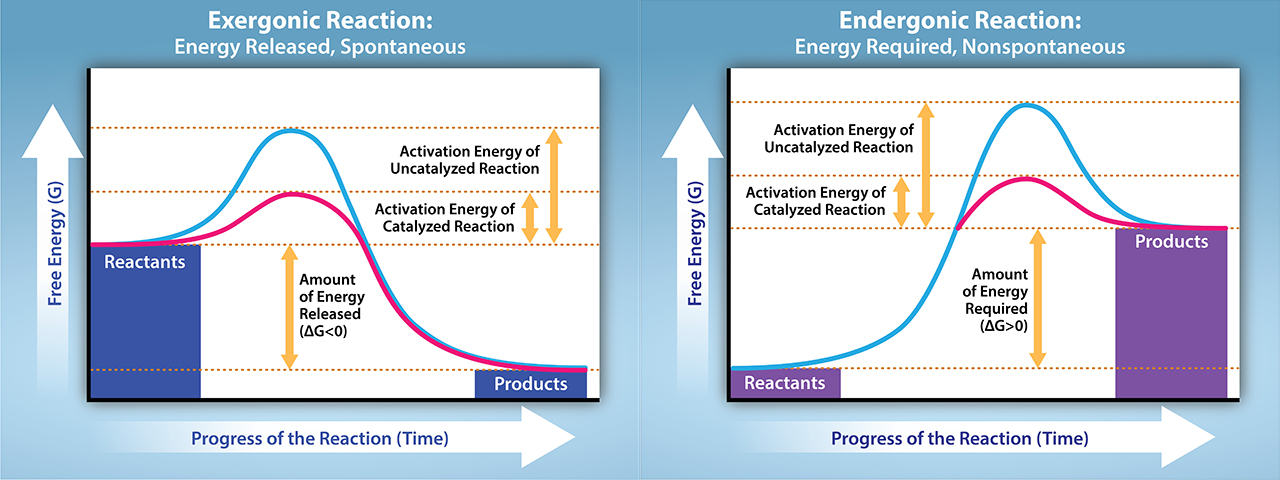 Exergonic Reaction:
Energy Released, Spontaneous
Free Energy (G)
Activation Energy of
Uncatalyzed Reaction
Activation Energy of
Catalyzed Reaction
Reactants
Amount
of Energy
Released
(ΔG<0)
Products
Progress of the Reaction (Time)
Endergonic Reaction:
Energy Required, Nonspontaneous
Free Energy (G)
Activation Energy of
Uncatalyzed Reaction
Activation Energy of
Catalyzed Reaction
Products
Amount
of Energy
Required
(ΔG>0)
Reactants
Progress of the Reaction (Time)